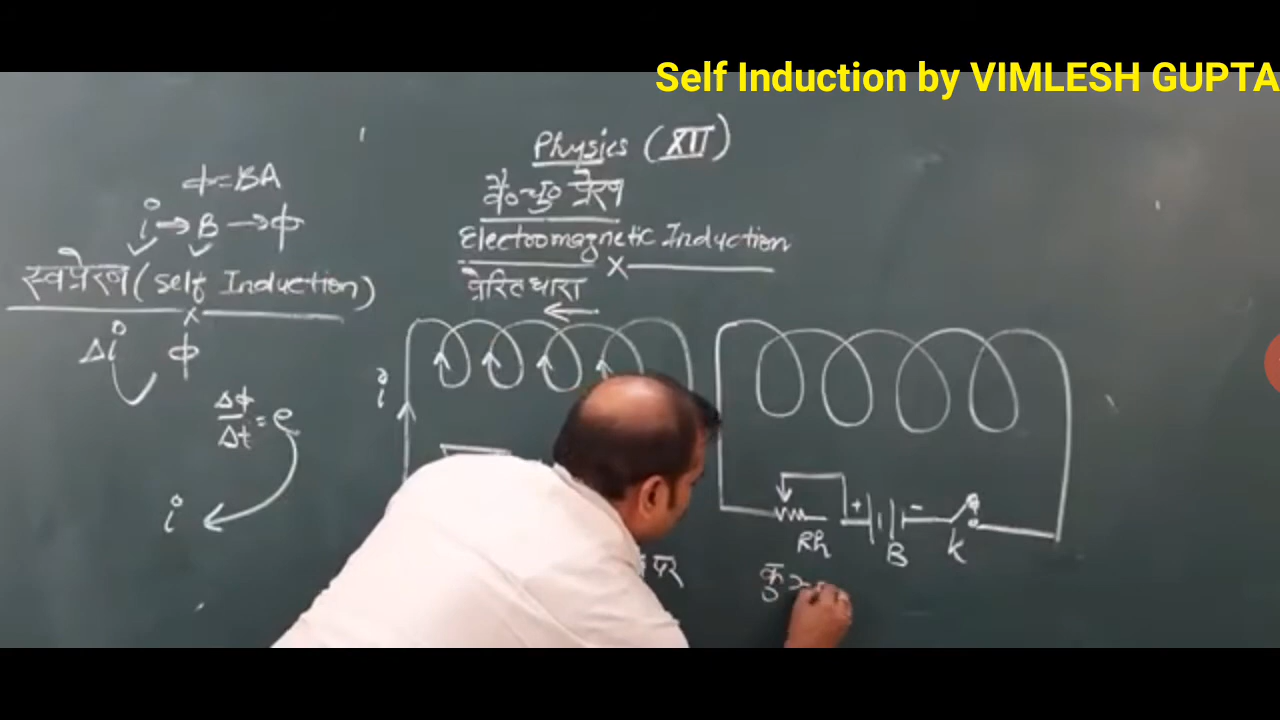 Self Induction by VIMLESH GUPTA
Physics (XII)
वै०चु० प्रेरण
Electromagnetic Induction
x
प्रेरित धारा
ϕ=BA
i → B → ϕ
स्वप्रेरण (self Induction)
x
Δi ϕ
Δϕ/Δt = e
i
i
Rh
+
-
B
K
पर